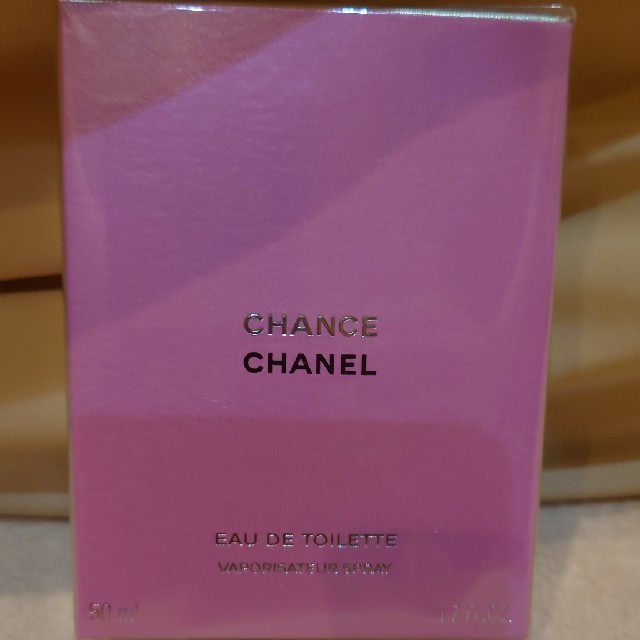 CHANCE
CHANEL
EAU DE TOILETTE
VAPORISATEUR SPRAY
50 ml